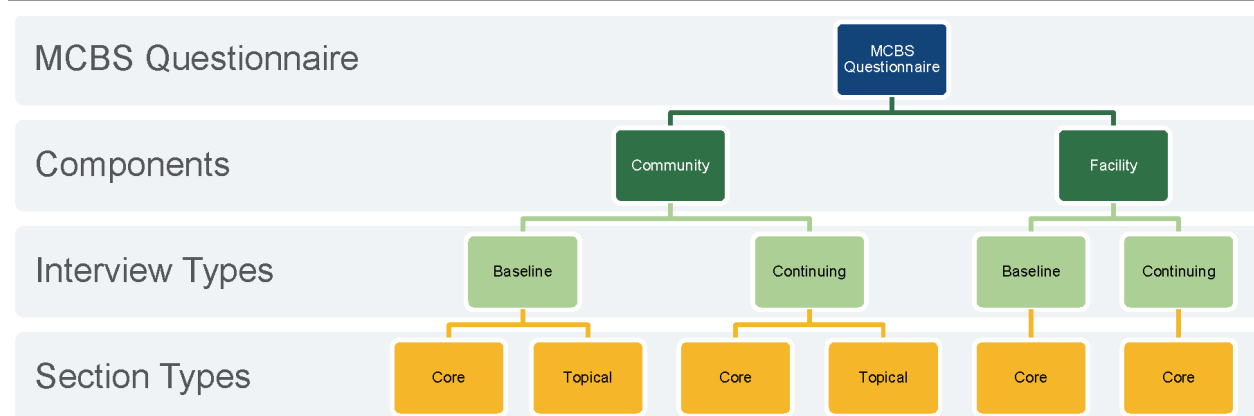 MCBS Questionnaire
MCBS
Questionnaire
Components
Community
Facility
Interview Types
Baseline
Continuing
Baseline
Continuing
Section Types
Core
Topical
Core
Topical
Core
Core